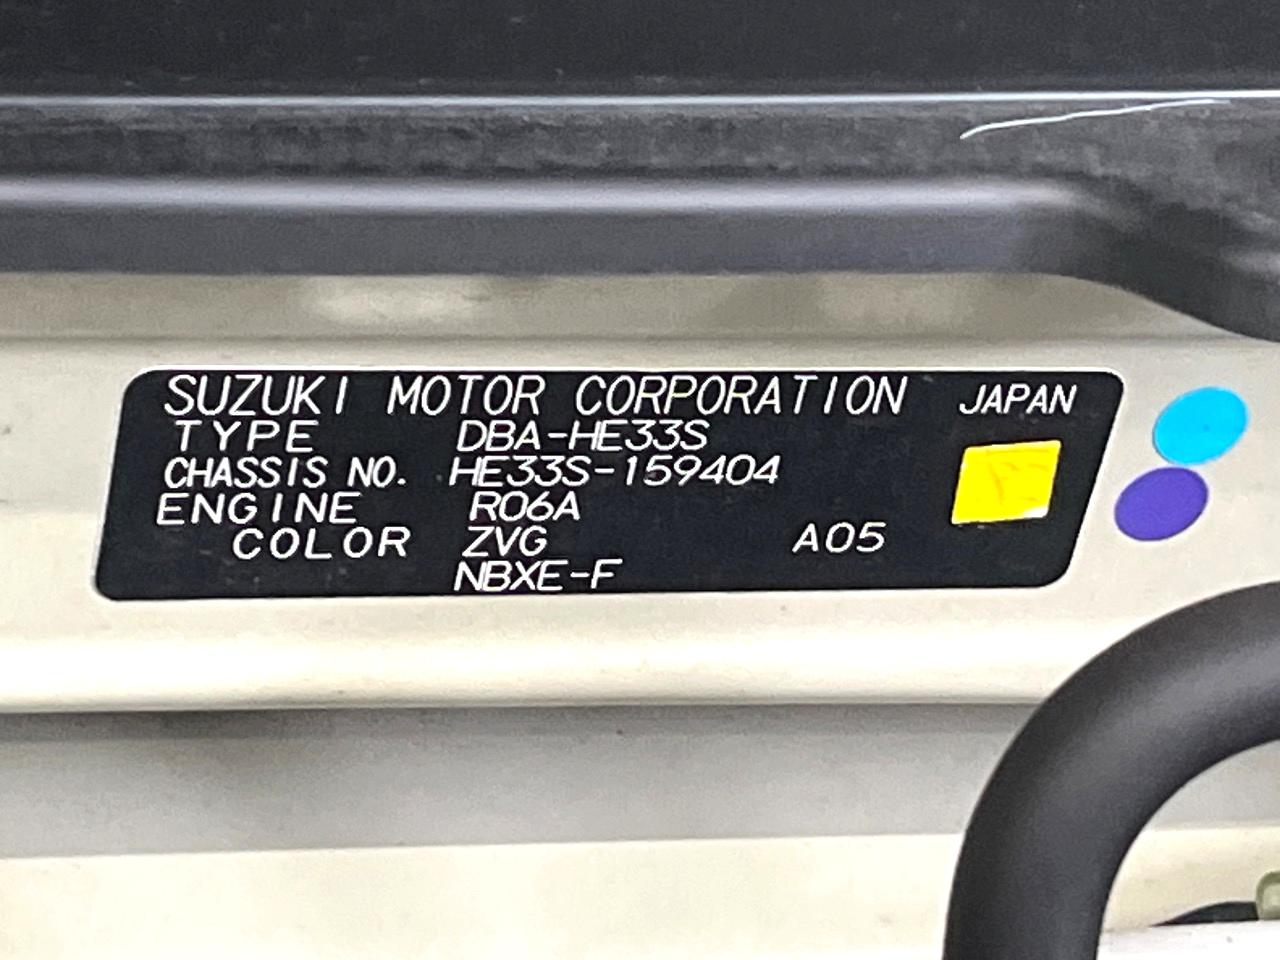 SUZUKI MOTOR CORPORATION JAPAN
TYPE DBA-HE33S
CHASSIS NO. HE33S-159404
ENGINE R06A
COLOR ZVG A05
NBXE-F